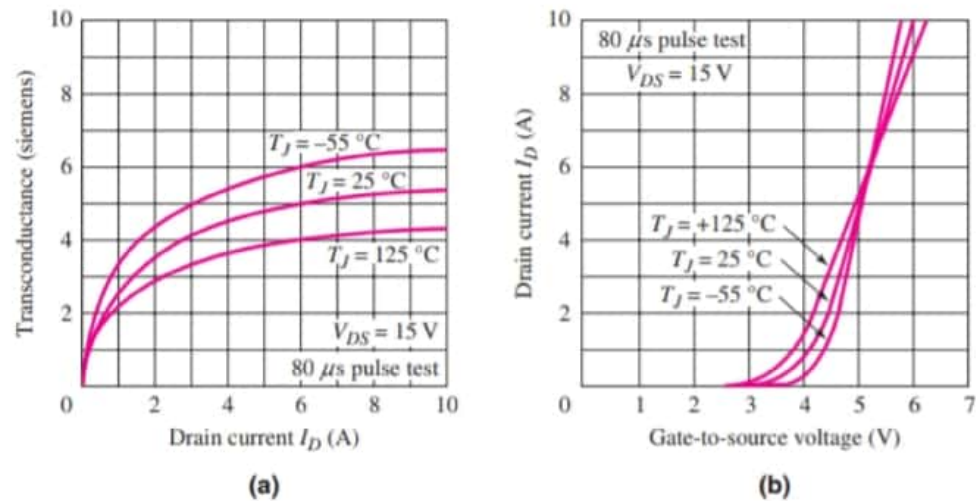 10
8
6
4
2
0
2
4
6
8
10
Transconductance (siemens)
T_J = –55 °C
T_J = 25 °C
T_J = 125 °C
V_DS = 15 V
80 μs pulse test
Drain current I_D (A)
(a)
10
8
6
4
2
0
1
2
3
4
5
6
7
Drain current I_D (A)
80 μs pulse test
V_DS = 15 V
T_J = +125 °C
T_J = 25 °C
T_J = –55 °C
Gate-to-source voltage (V)
(b)